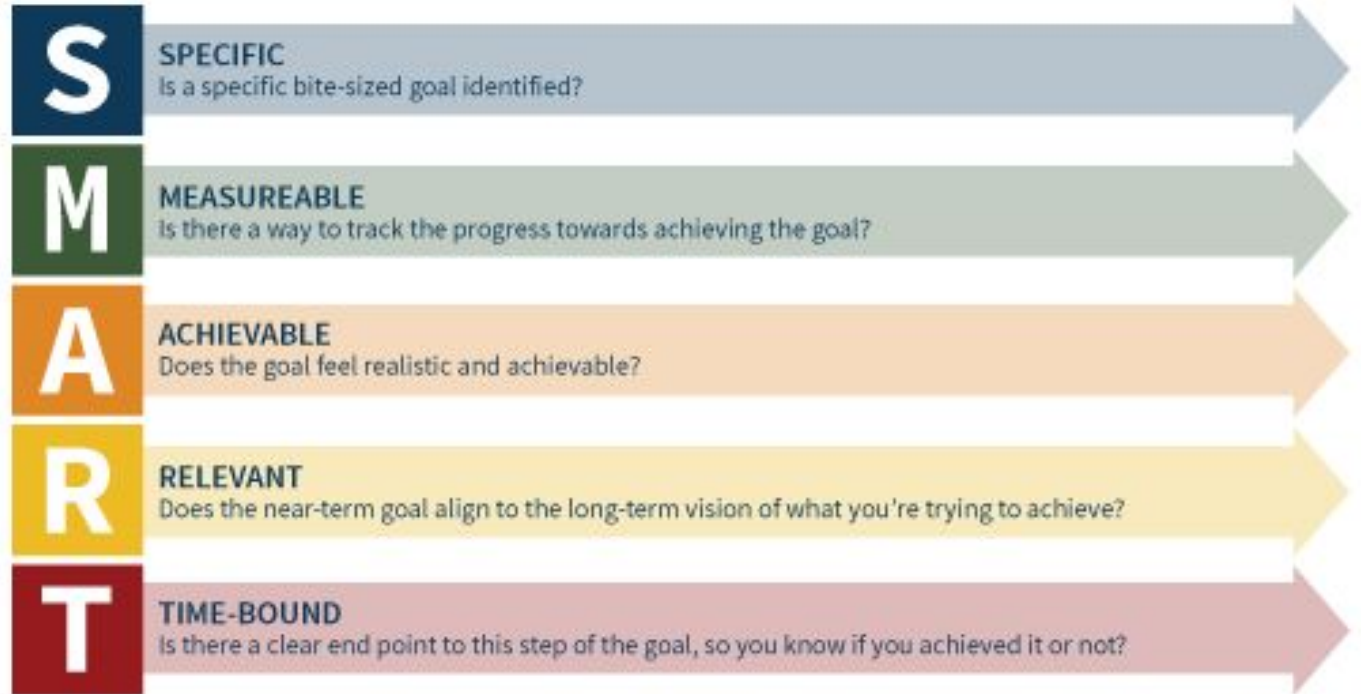 S
SPECIFIC
Is a specific bite-sized goal identified?
M
MEASUREABLE
Is there a way to track the progress towards achieving the goal?
A
ACHIEVABLE
Does the goal feel realistic and achievable?
R
RELEVANT
Does the near-term goal align to the long-term vision of what you're trying to achieve?
T
TIME-BOUND
Is there a clear end point to this step of the goal, so you know if you achieved it or not?